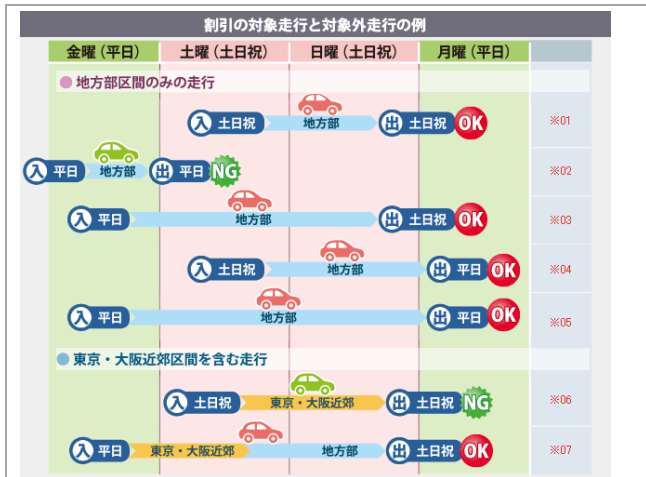 割引の対象走行と対象外走行の例
金曜（平日） 土曜（土日祝） 日曜（土日祝） 月曜（平日）
●地方部区間のみの走行
入 土日祝 地方部 出 土日祝 OK ※01
入 平日 地方部 出 平日 NG ※02
入 平日 地方部 出 土日祝 OK ※03
入 土日祝 地方部 出 平日 OK ※04
入 平日 地方部 出 平日 OK ※05
●東京・大阪近郊区間を含む走行
入 土日祝 東京・大阪近郊 出 土日祝 NG ※06
入 平日 東京・大阪近郊 地方部 出 土日祝 OK ※07